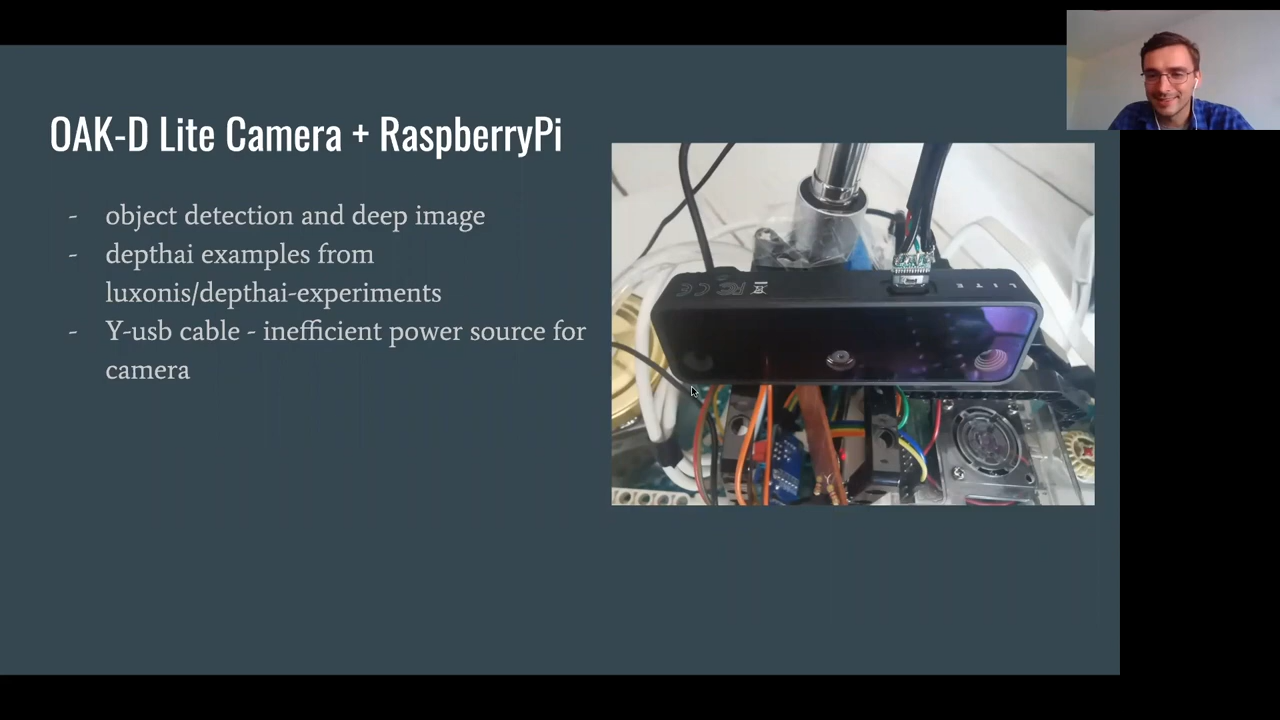 OAK-D Lite Camera + RaspberryPi
- object detection and deep image
- depthai examples from
luxonis/depthai-experiments
- Y-usb cable - inefficient power source for
camera
LITE